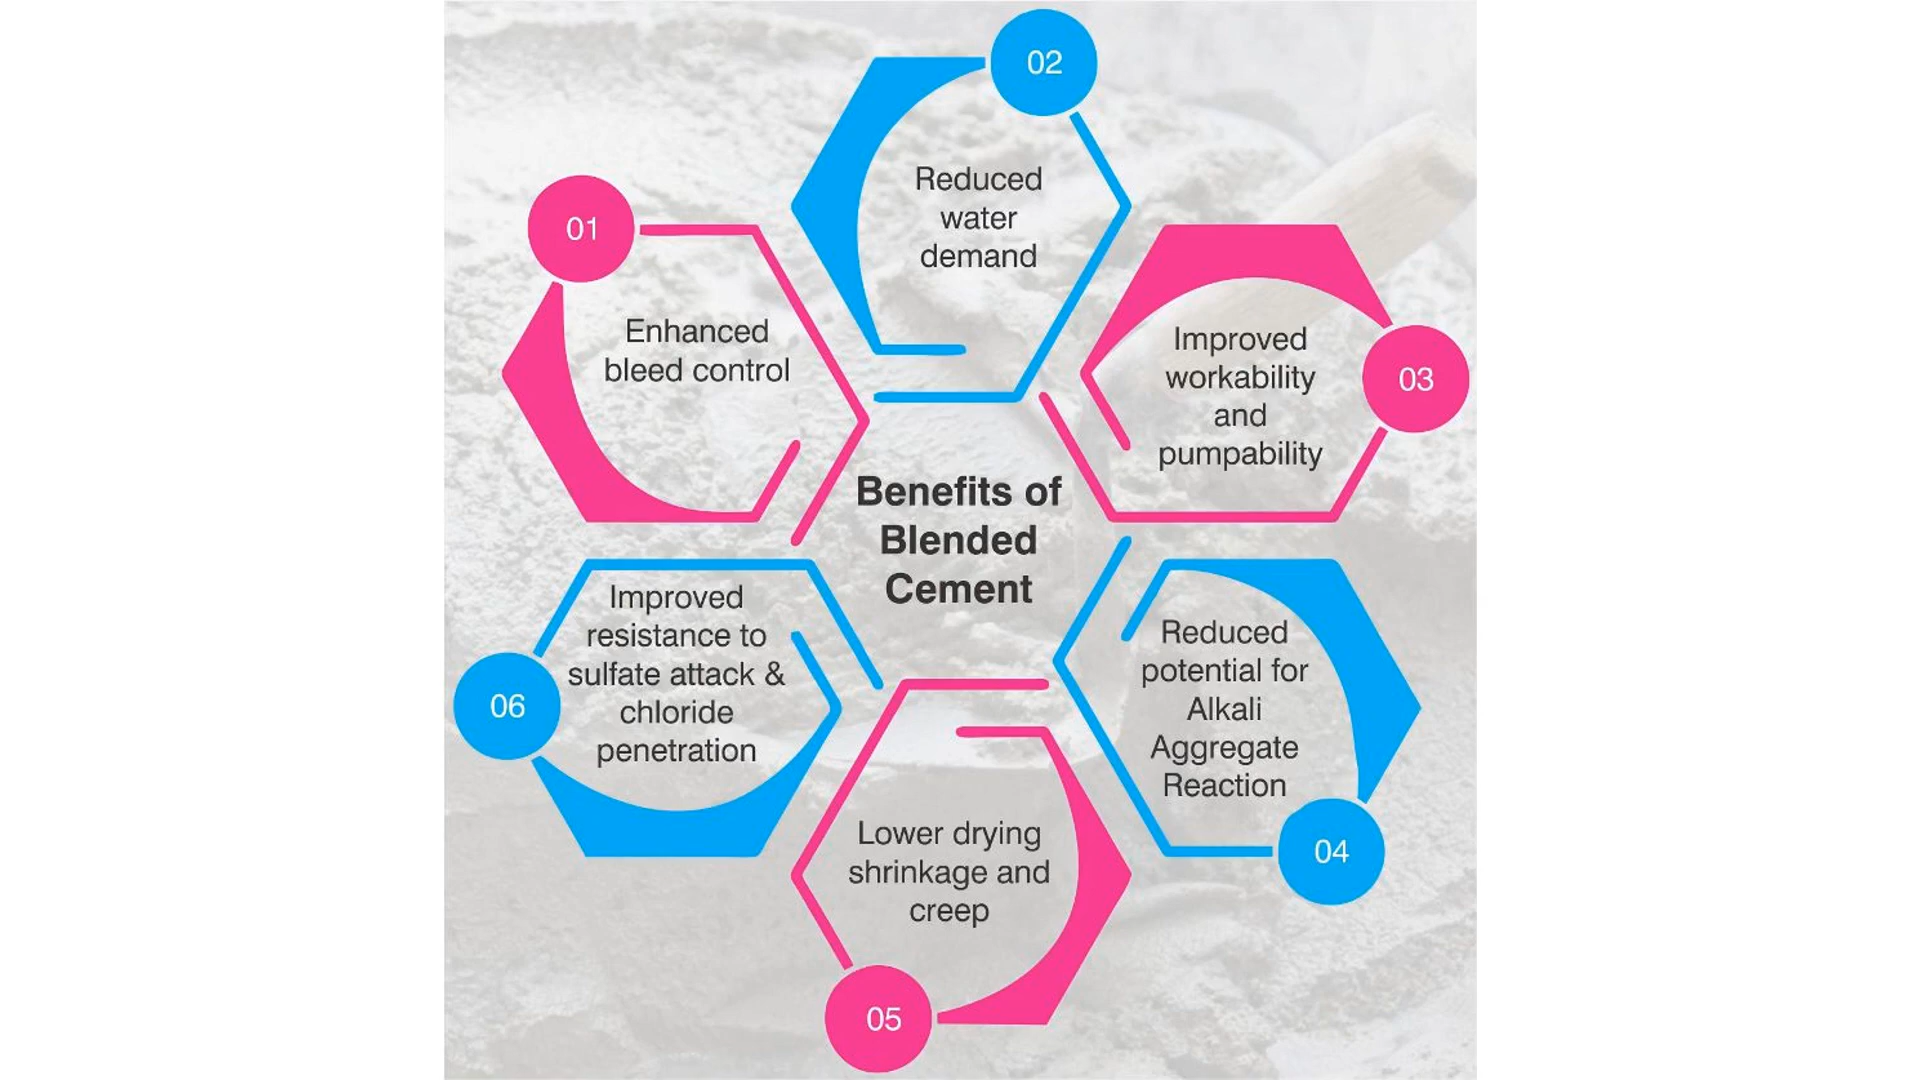 Benefits of
Blended
Cement
01
Enhanced
bleed control
02
Reduced
water
demand
03
Improved
workability
and
pumpability
04
Reduced
potential for
Alkali
Aggregate
Reaction
05
Lower drying
shrinkage and
creep
06
Improved
resistance to
sulfate attack &
chloride
penetration